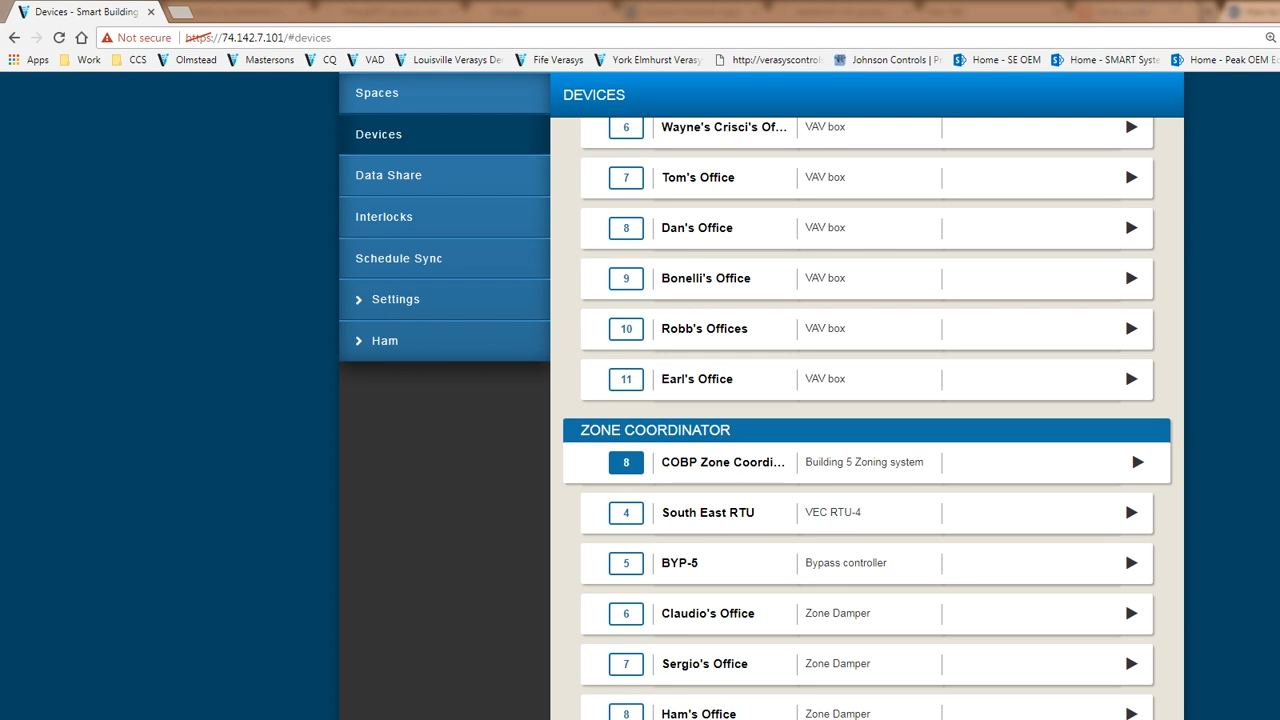 Devices - Smart Building
Not secure https://74.142.7.101/#devices
Apps Work CCS Olmstead Mastersons CQ VAD Louisville Verasys De Fife Verasys York Elmhurst Verasy http://verasyscontrol Johnson Controls | Pr Home - SE OEM Home - SMART Syste Home - Peak OEM Ec
Spaces
Devices
Data Share
Interlocks
Schedule Sync
Settings
Ham
DEVICES
6 Wayne's Crisci's Of... VAV box
7 Tom's Office VAV box
8 Dan's Office VAV box
9 Bonelli's Office VAV box
10 Robb's Offices VAV box
11 Earl's Office VAV box
ZONE COORDINATOR
8 COBP Zone Coordi... Building 5 Zoning system
4 South East RTU VEC RTU-4
5 BYP-5 Bypass controller
6 Claudio's Office Zone Damper
7 Sergio's Office Zone Damper
8 Ham's Office Zone Damper